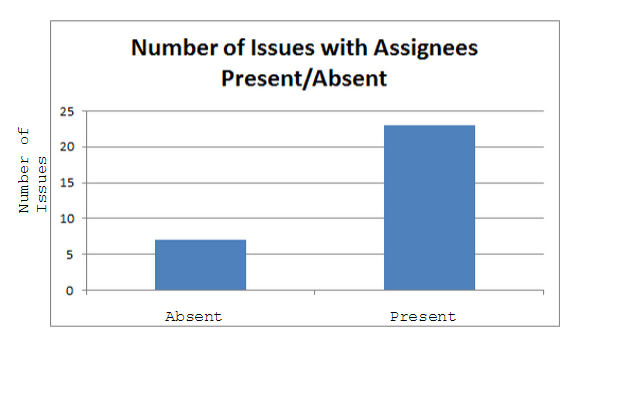 Number of Issues with Assignees
Present/Absent
Number of
Issues
25
20
15
10
5
0
Absent
Present